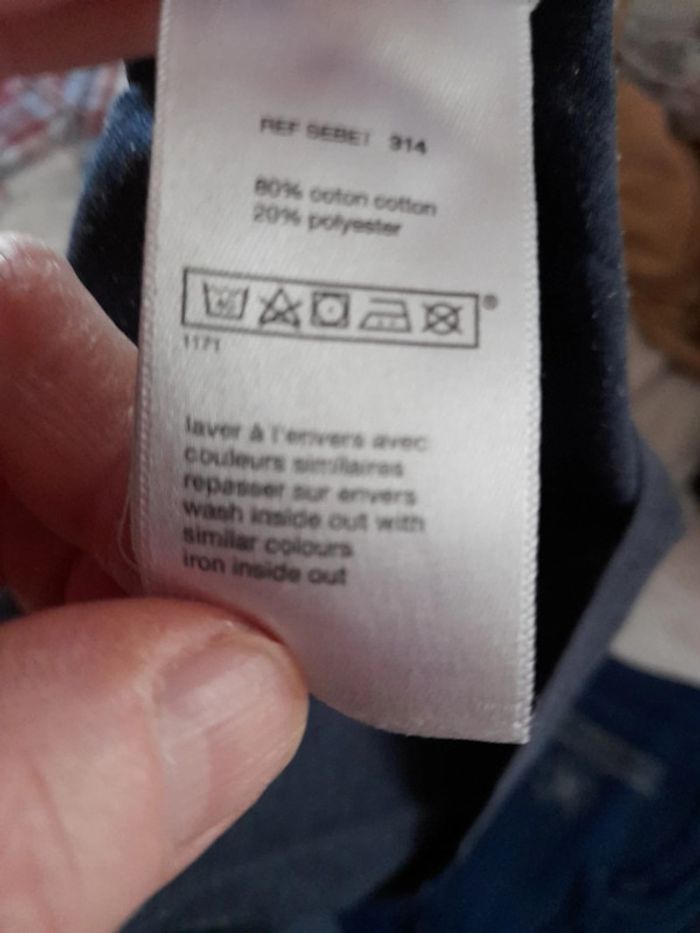 REF SEBET 314
80% coton cotton
20% polyester
®
1171
laver à l'envers avec
couleurs similaires
repasser sur envers
wash inside out with
similar colours
iron inside out